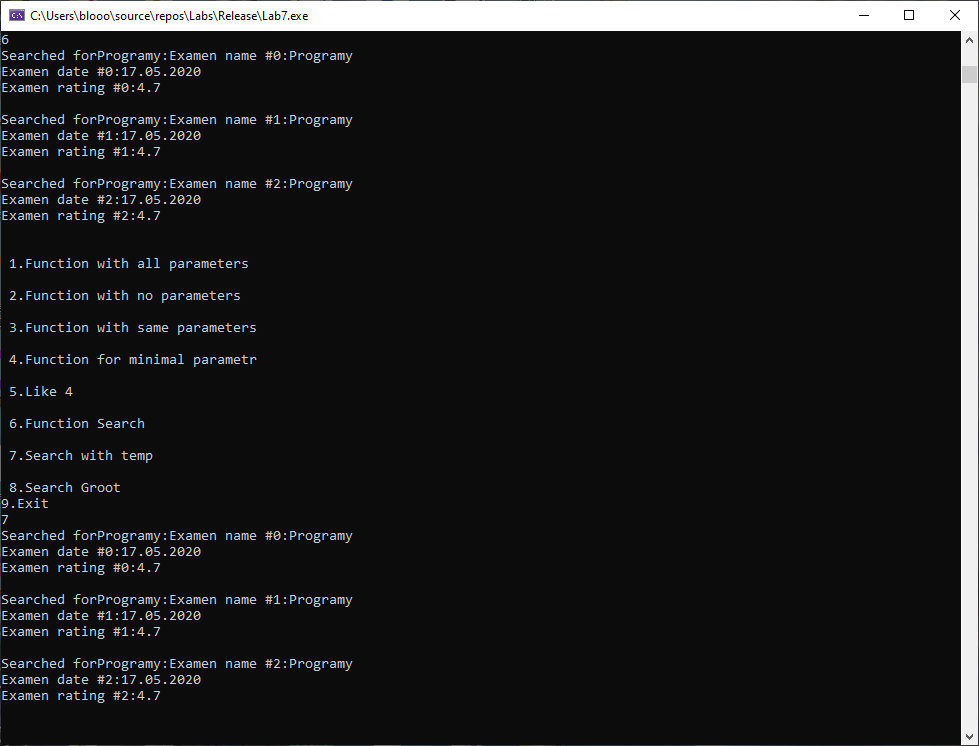 C:\Users\blooo\source\repos\Labs\Release\Lab7.exe
6
Searched forProgramy:Examen name #0:Programy
Examen date #0:17.05.2020
Examen rating #0:4.7
Searched forProgramy:Examen name #1:Programy
Examen date #1:17.05.2020
Examen rating #1:4.7
Searched forProgramy:Examen name #2:Programy
Examen date #2:17.05.2020
Examen rating #2:4.7
1.Function with all parameters
2.Function with no parameters
3.Function with same parameters
4.Function for minimal parametr
5.Like 4
6.Function Search
7.Search with temp
8.Search Groot
9.Exit
7
Searched forProgramy:Examen name #0:Programy
Examen date #0:17.05.2020
Examen rating #0:4.7
Searched forProgramy:Examen name #1:Programy
Examen date #1:17.05.2020
Examen rating #1:4.7
Searched forProgramy:Examen name #2:Programy
Examen date #2:17.05.2020
Examen rating #2:4.7